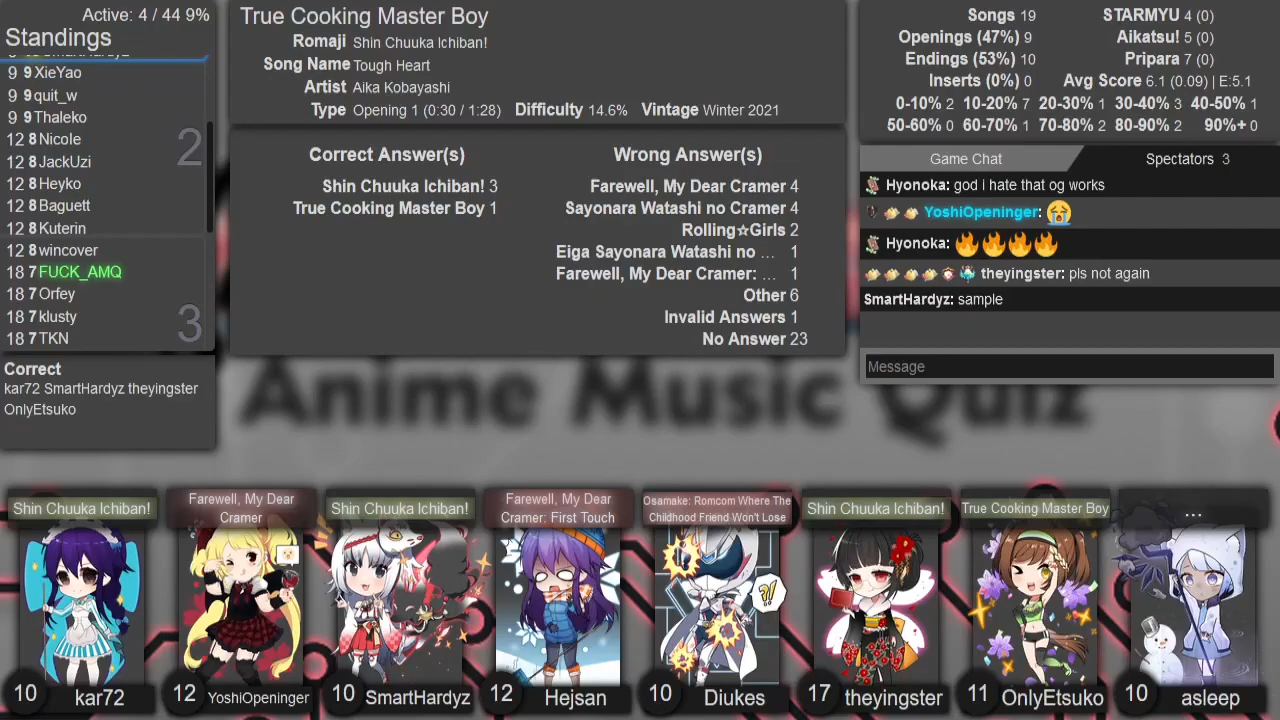 Active: 4 / 44 9%
Standings
9 9 XieYao
9 9 quit_w
9 9 Thaleko
12 8 Nicole
12 8 JackUzi
12 8 Heyko
12 8 Baguett
12 8 Kuterin
12 8 wincover
18 7 FUCK_AMQ
18 7 Orfey
18 7 klusty
18 7 TKN
2
3
Correct
kar72 SmartHardyz theyingster
OnlyEtsuko
True Cooking Master Boy
Romaji Shin Chuuka Ichiban!
Song Name Tough Heart
Artist Aika Kobayashi
Type Opening 1 (0:30 / 1:28) Difficulty 14.6% Vintage Winter 2021
Correct Answer(s)
Shin Chuuka Ichiban! 3
True Cooking Master Boy 1
Wrong Answer(s)
Farewell, My Dear Cramer 4
Sayonara Watashi no Cramer 4
Rolling☆Girls 2
Eiga Sayonara Watashi no ... 1
Farewell, My Dear Cramer: ... 1
Other 6
Invalid Answers 1
No Answer 23
Songs 19 STARMYU 4 (0)
Openings (47%) 9 Aikatsu! 5 (0)
Endings (53%) 10 Pripara 7 (0)
Inserts (0%) 0 Avg Score 6.1 (0.09) | E:5.1
0-10% 2 10-20% 7 20-30% 1 30-40% 3 40-50% 1
50-60% 0 60-70% 1 70-80% 2 80-90% 2 90%+ 0
Game Chat Spectators 3
Hyonoka: god i hate that og works
YoshiOpeninger: 😭
Hyonoka: 🔥🔥🔥🔥
theyingster: pls not again
SmartHardyz: sample
Message
Anime Music Quiz
Shin Chuuka Ichiban!
Farewell, My Dear
Cramer
Shin Chuuka Ichiban!
Farewell, My Dear
Cramer: First Touch
Osamake: Romcom Where The
Childhood Friend Won't Lose
Shin Chuuka Ichiban!
True Cooking Master Boy
...
10 kar72
12 YoshiOpeninger
10 SmartHardyz
12 Hejsan
10 Diukes
17 theyingster
11 OnlyEtsuko
10 asleep